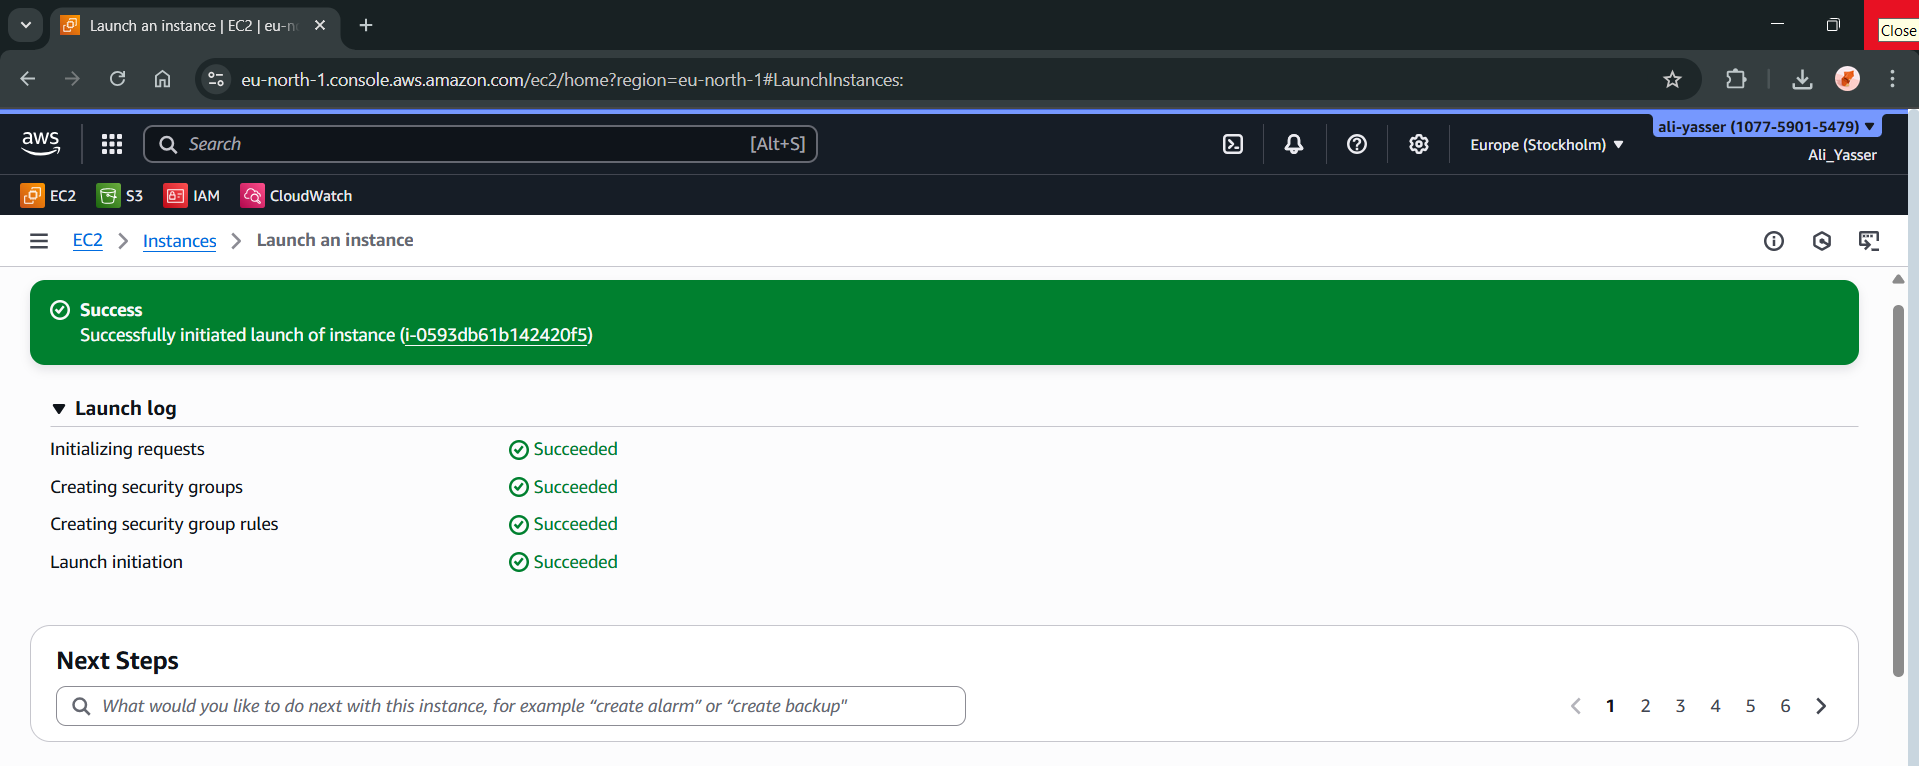 Launch an instance | EC2 | eu-n
Close
eu-north-1.console.aws.amazon.com/ec2/home?region=eu-north-1#LaunchInstances:
aws
Search
[Alt+S]
Europe (Stockholm)
ali-yasser (1077-5901-5479)
Ali_Yasser
EC2
S3
IAM
CloudWatch
EC2
Instances
Launch an instance
Success
Successfully initiated launch of instance (i-0593db61b142420f5)
Launch log
Initializing requests
Succeeded
Creating security groups
Succeeded
Creating security group rules
Succeeded
Launch initiation
Succeeded
Next Steps
What would you like to do next with this instance, for example “create alarm” or “create backup"
1 2 3 4 5 6